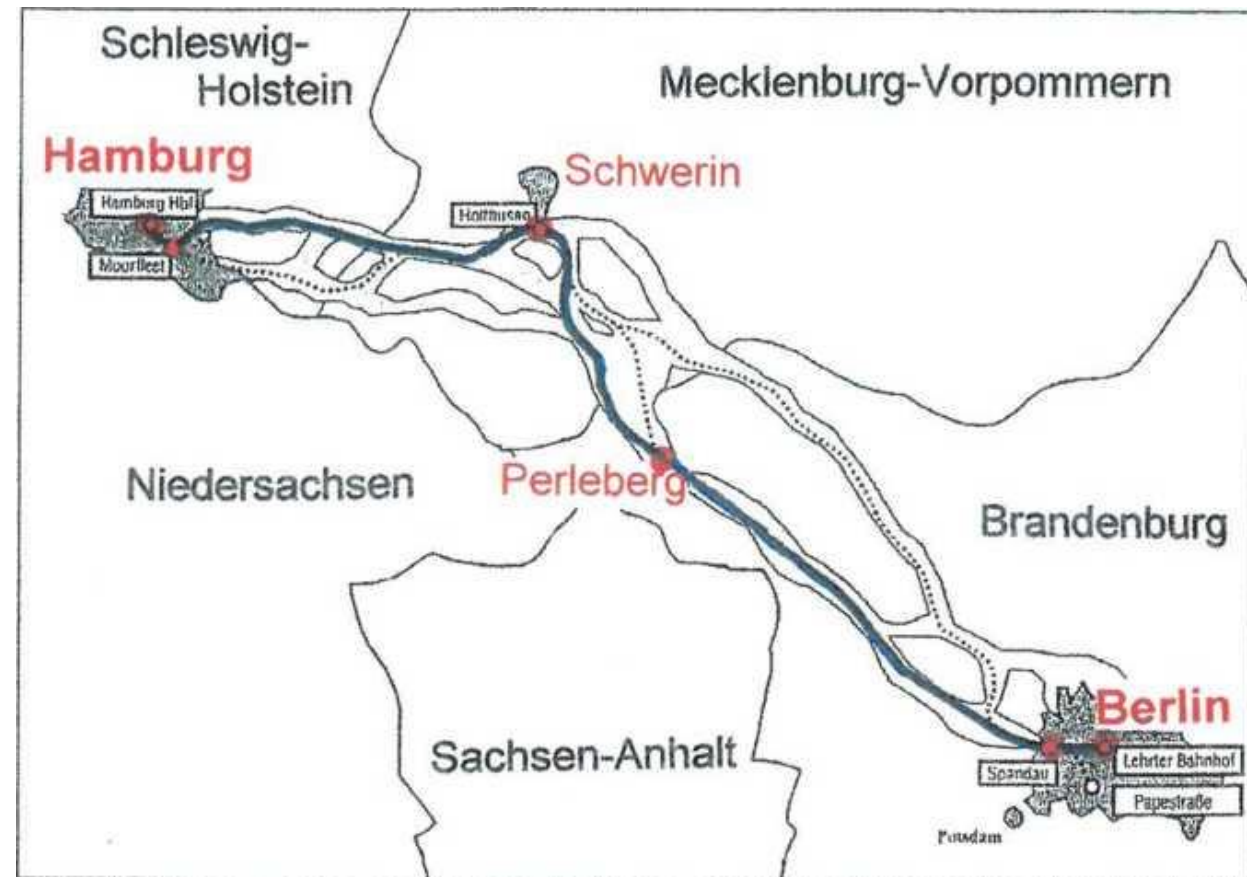 Schleswig-
Holstein
Mecklenburg-Vorpommern
Hamburg
Schwerin
Hamburg Hbf
Holthusen
Moorfleet
Perleberg
Niedersachsen
Brandenburg
Berlin
Sachsen-Anhalt
Lehrter Bahnhof
Spandau
Papestraße
Potsdam